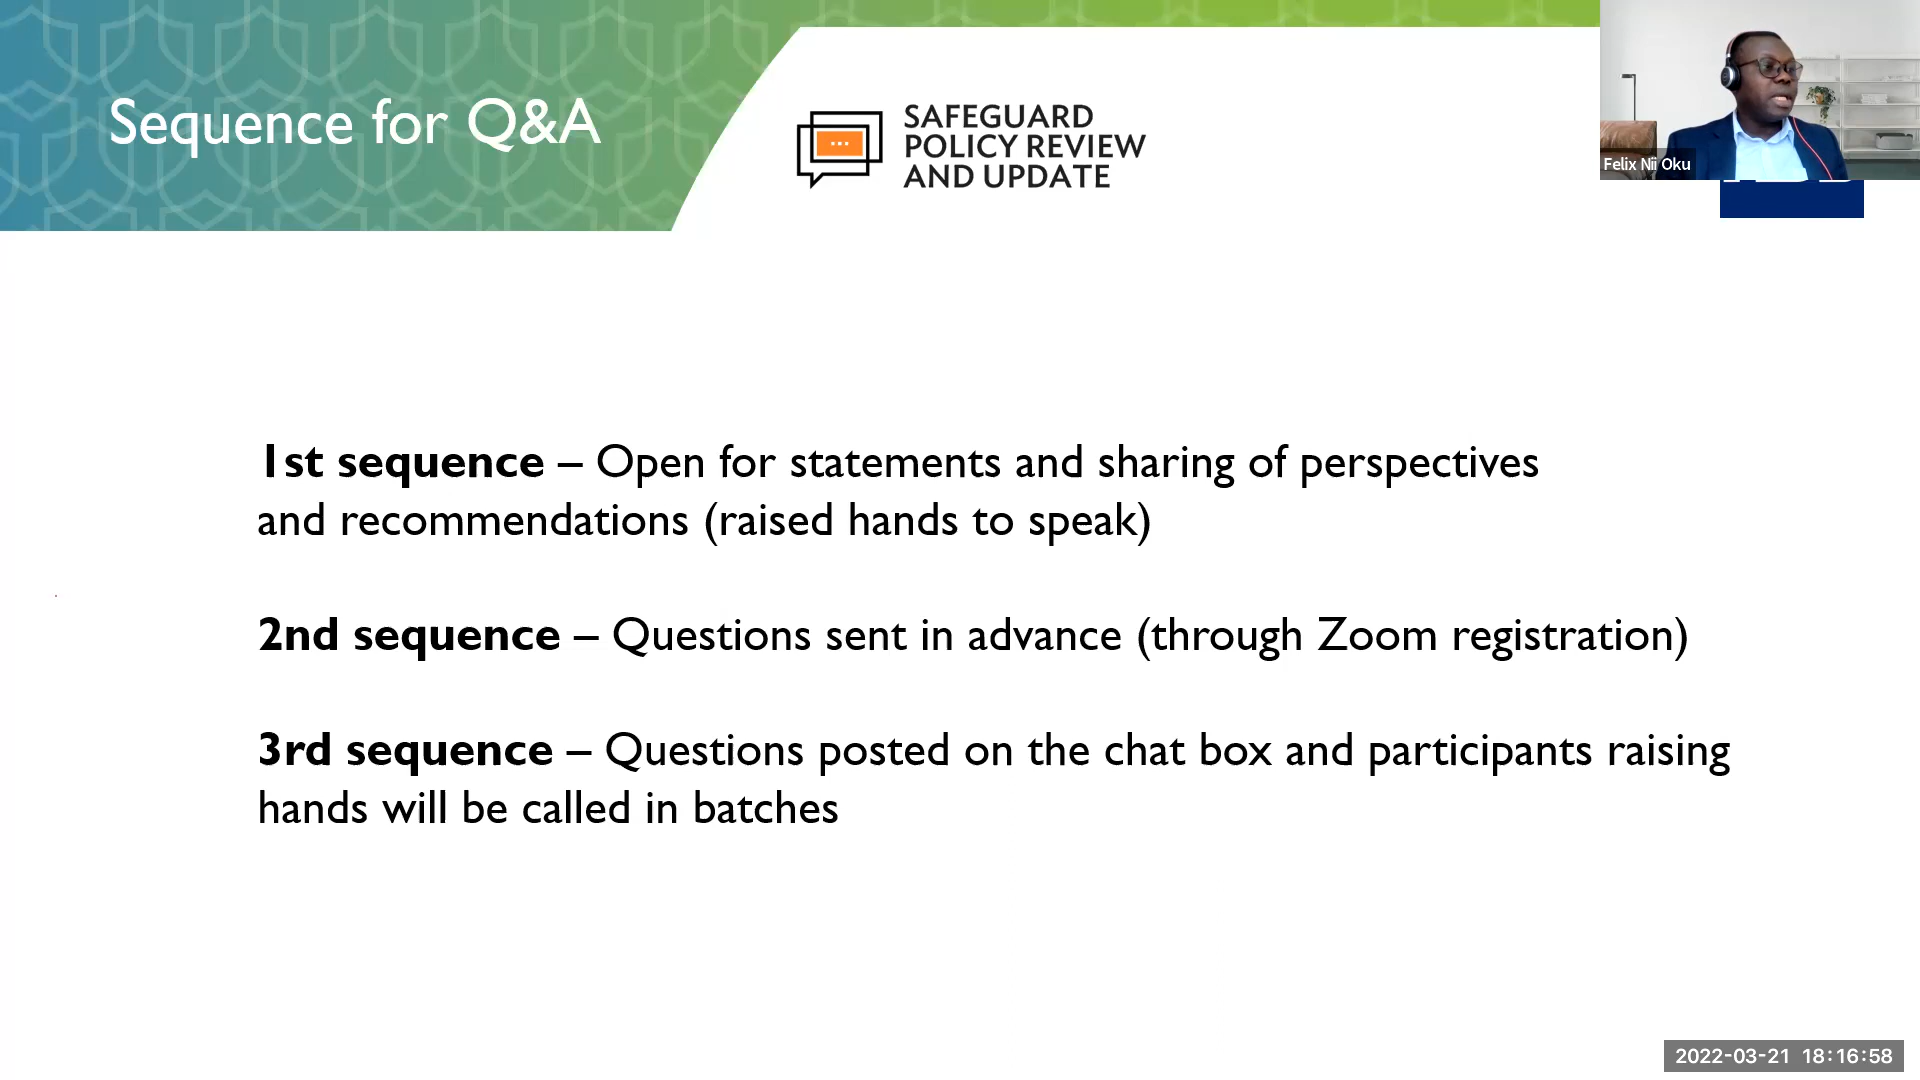 Sequence for Q&A
SAFEGUARD
POLICY REVIEW
AND UPDATE
Felix Nii Oku
1st sequence – Open for statements and sharing of perspectives
and recommendations (raised hands to speak)
2nd sequence – Questions sent in advance (through Zoom registration)
3rd sequence – Questions posted on the chat box and participants raising
hands will be called in batches
2022-03-21 18:16:58